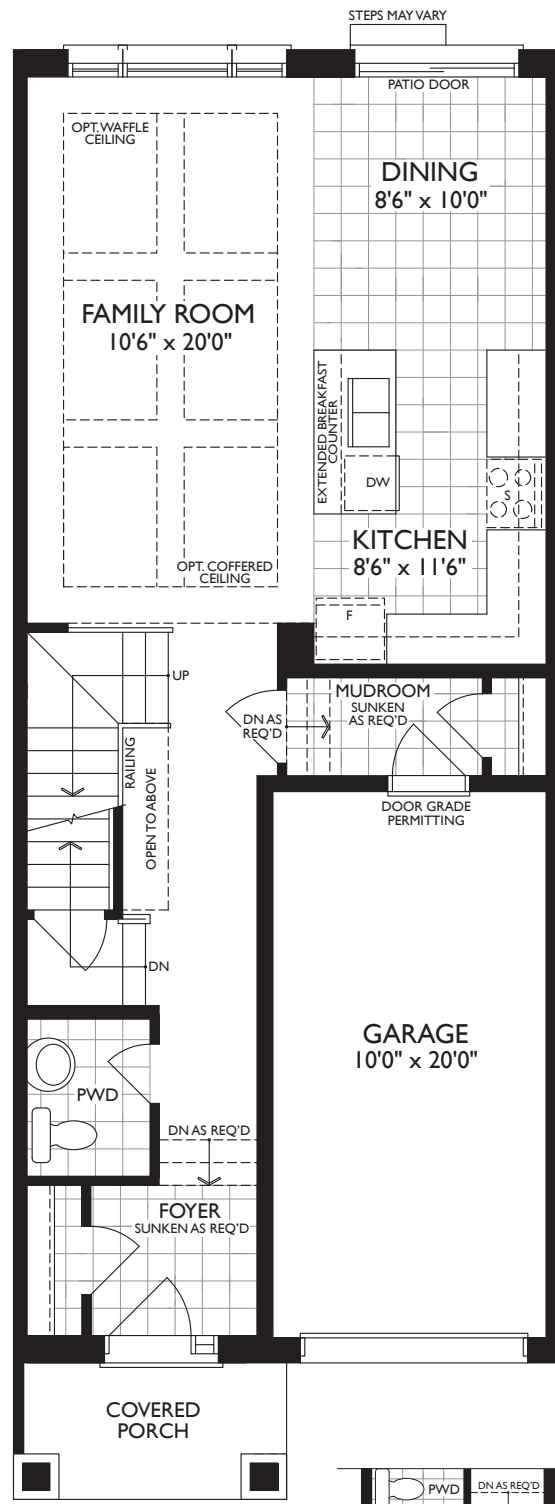 STEPS MAY VARY
PATIO DOOR
OPT. WAFFLE
CEILING
DINING
8'6" x 10'0"
FAMILY ROOM
10'6" x 20'0"
EXTENDED BREAKFAST
COUNTER
DW
S
KITCHEN
8'6" x 11'6"
OPT. COFFERED
CEILING
F
UP
MUDROOM
SUNKEN
AS REQ'D
DN AS
REQ'D
RAILING
OPEN TO ABOVE
DOOR GRADE
PERMITTING
DN
GARAGE
10'0" x 20'0"
PWD
DN AS REQ'D
FOYER
SUNKEN AS REQ'D
COVERED
PORCH
PWD
DN AS REQ'D